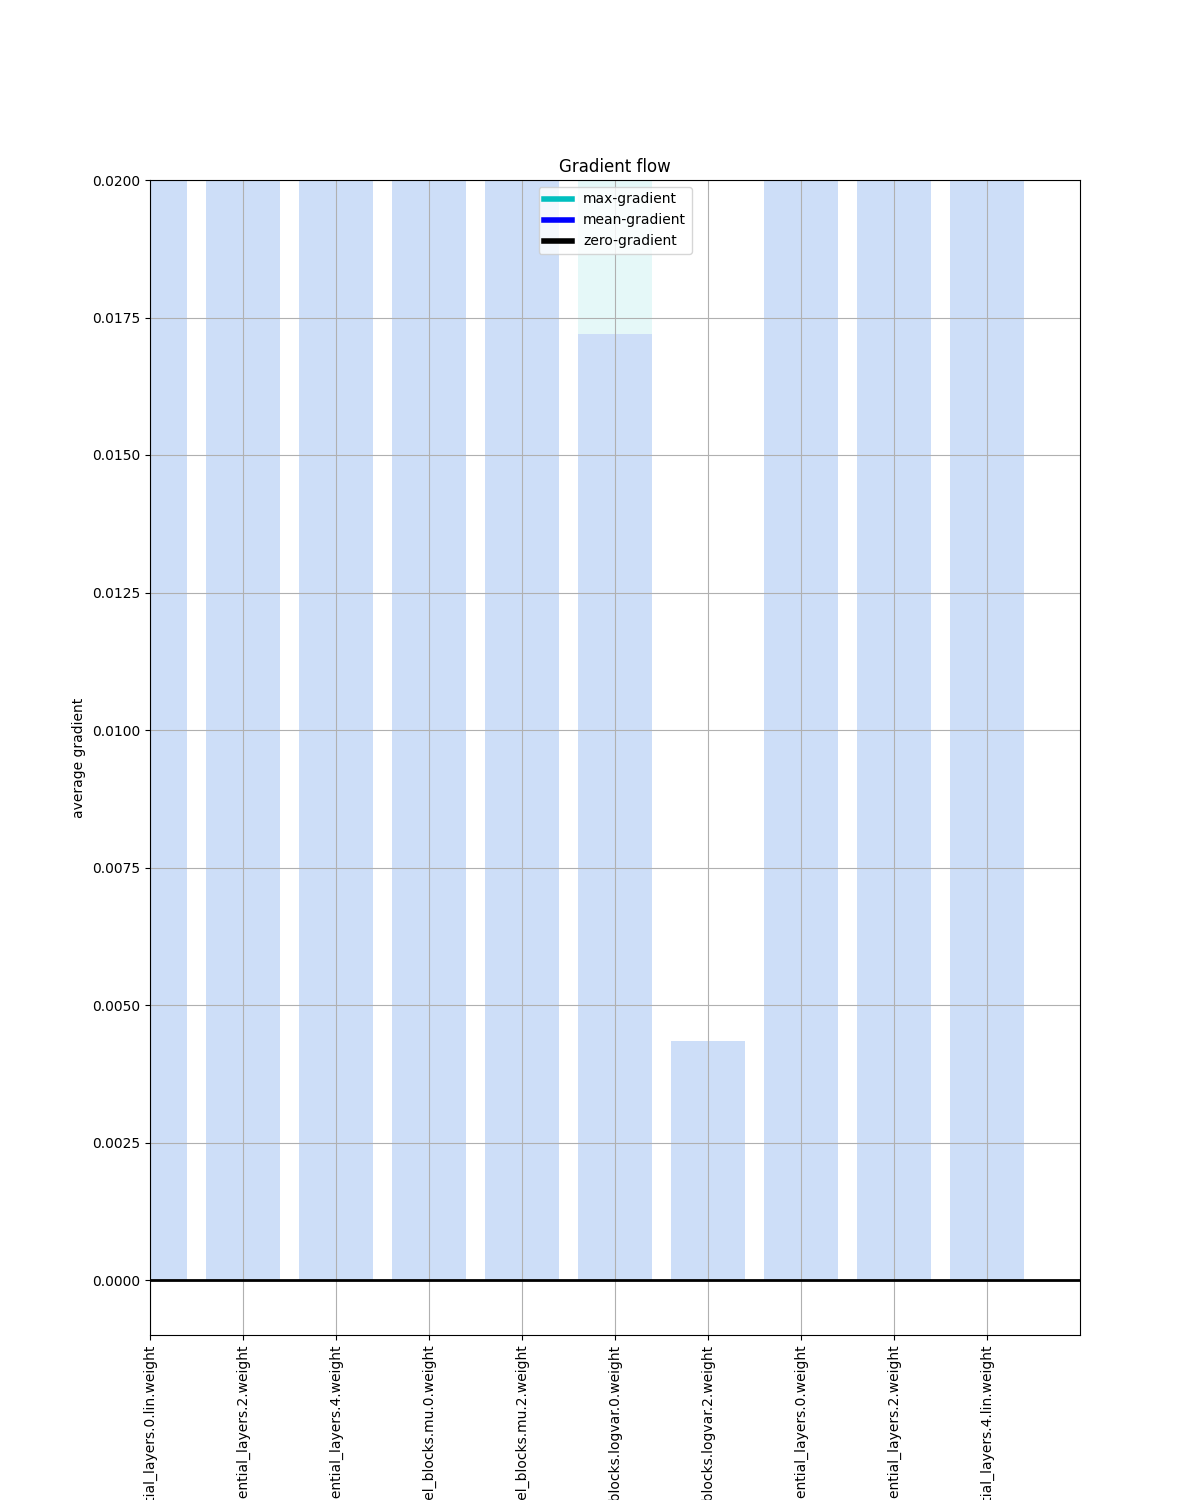 Gradient flow
max-gradient
mean-gradient
zero-gradient
0.0200
0.0175
0.0150
0.0125
0.0100
0.0075
0.0050
0.0025
0.0000
average gradient
tial_layers.0.lin.weight
ential_layers.2.weight
ential_layers.4.weight
el_blocks.mu.0.weight
el_blocks.mu.2.weight
blocks.logvar.0.weight
blocks.logvar.2.weight
ential_layers.0.weight
ential_layers.2.weight
tial_layers.4.lin.weight